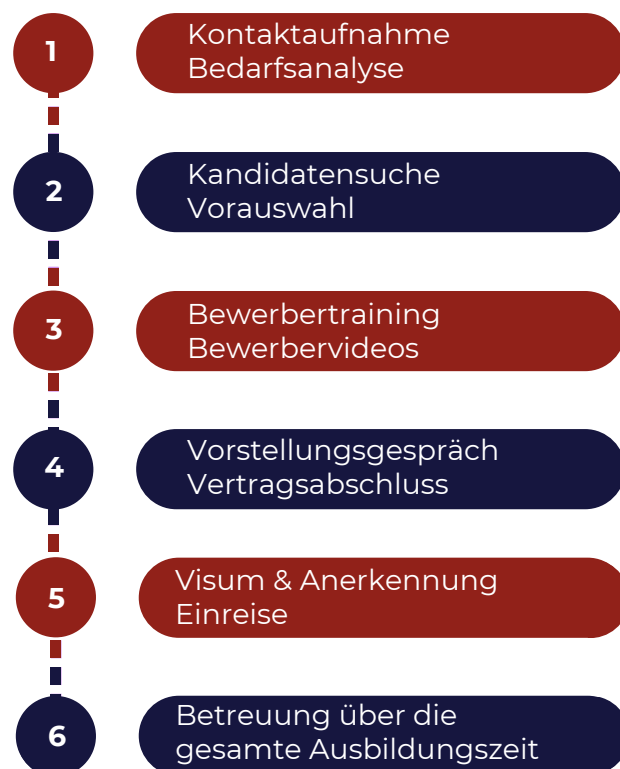 1
Kontaktaufnahme
Bedarfsanalyse
2
Kandidatensuche
Vorauswahl
3
Bewerbertraining
Bewerbervideos
4
Vorstellungsgespräch
Vertragsabschluss
5
Visum & Anerkennung
Einreise
6
Betreuung über die
gesamte Ausbildungszeit